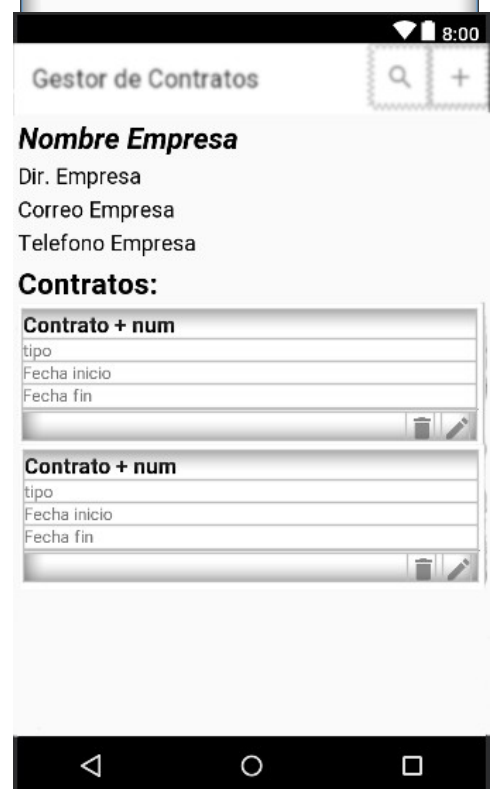 8:00
Gestor de Contratos
Nombre Empresa
Dir. Empresa
Correo Empresa
Telefono Empresa
Contratos:
Contrato + num
tipo
Fecha inicio
Fecha fin
Contrato + num
tipo
Fecha inicio
Fecha fin